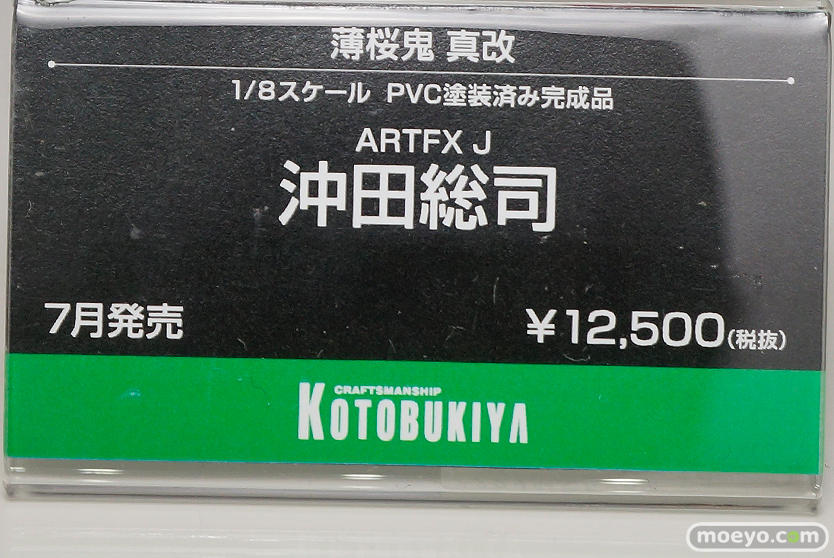 薄桜鬼 真改
1/8スケール PVC塗装済み完成品
ARTFX J
沖田総司
7月発売
¥12,500(税抜)
CRAFTSMANSHIP
KOTOBUKIYA
moeyo.com